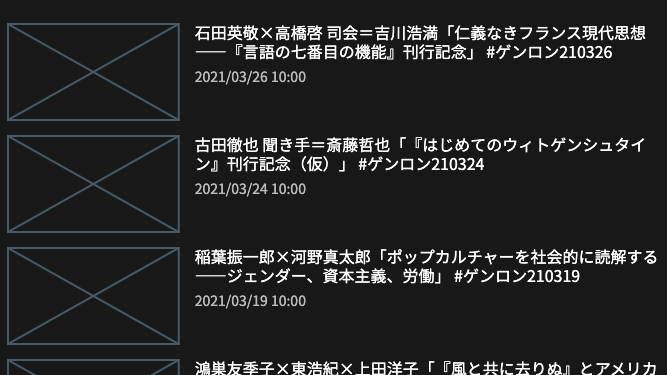 石田英敬×高橋啓 司会＝吉川浩満「仁義なきフランス現代思想
——『言語の七番目の機能』刊行記念」 #ゲンロン210326
2021/03/26 10:00
古田徹也 聞き手＝斎藤哲也「『はじめてのウィトゲンシュタイ
ン』刊行記念（仮）」 #ゲンロン210324
2021/03/24 10:00
稲葉振一郎×河野真太郎「ポップカルチャーを社会的に読解する
——ジェンダー、資本主義、労働」 #ゲンロン210319
2021/03/19 10:00
鴻巣友季子×東浩紀×上田洋子「『風と共に去りぬ』とアメリカ